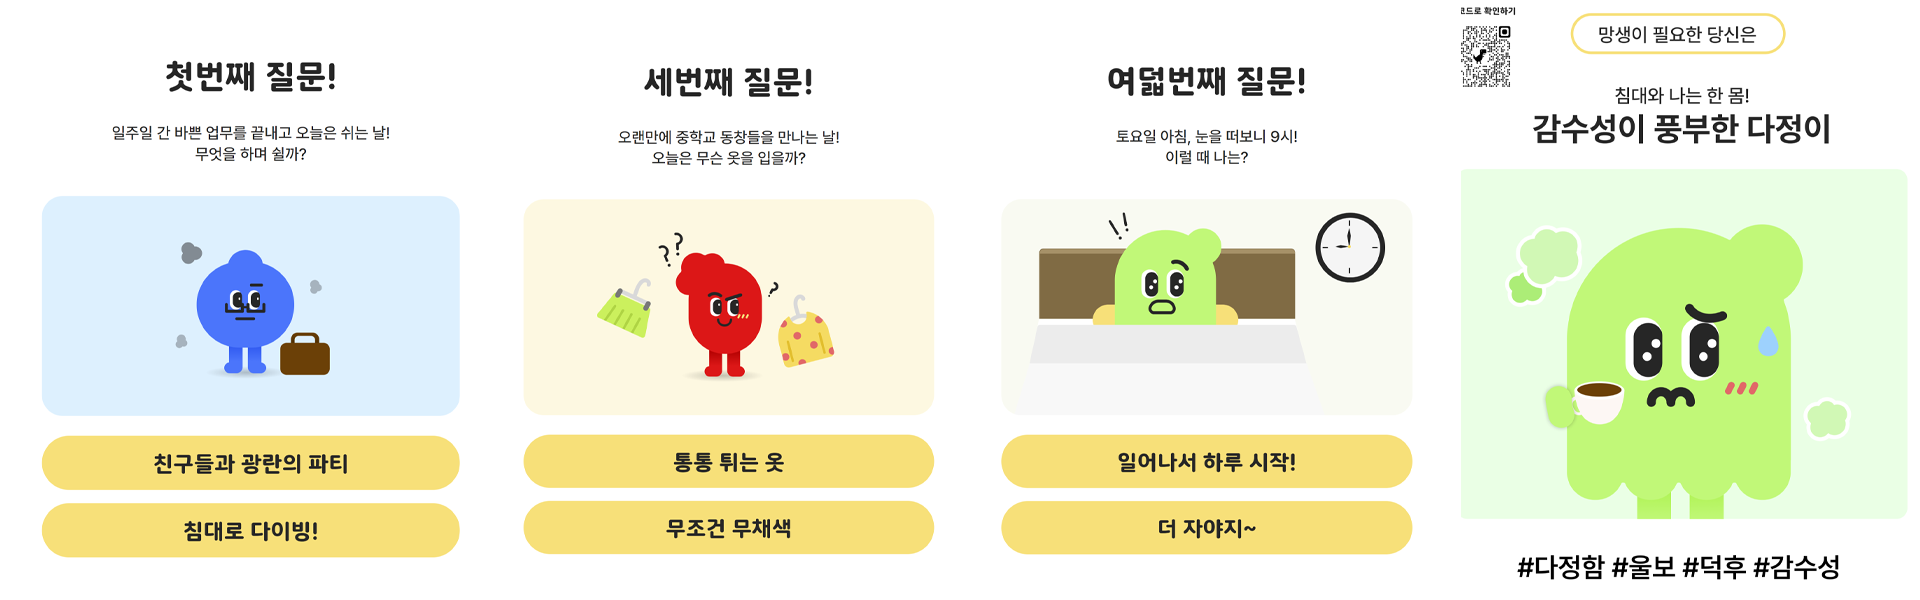 첫번째 질문!
일주일 간 바쁜 업무를 끝내고 오늘은 쉬는 날!
무엇을 하며 쉴까?
친구들과 광란의 파티
침대로 다이빙!
세번째 질문!
오랜만에 중학교 동창들을 만나는 날!
오늘은 무슨 옷을 입을까?
??
?
통통 튀는 옷
무조건 무채색
여덟번째 질문!
토요일 아침, 눈을 떠보니 9시!
이럴 때 나는?
!!
일어나서 하루 시작!
더 자야지~
코드로 확인하기
망생이 필요한 당신은
침대와 나는 한 몸!
감수성이 풍부한 다정이
#다정함 #울보 #덕후 #감수성